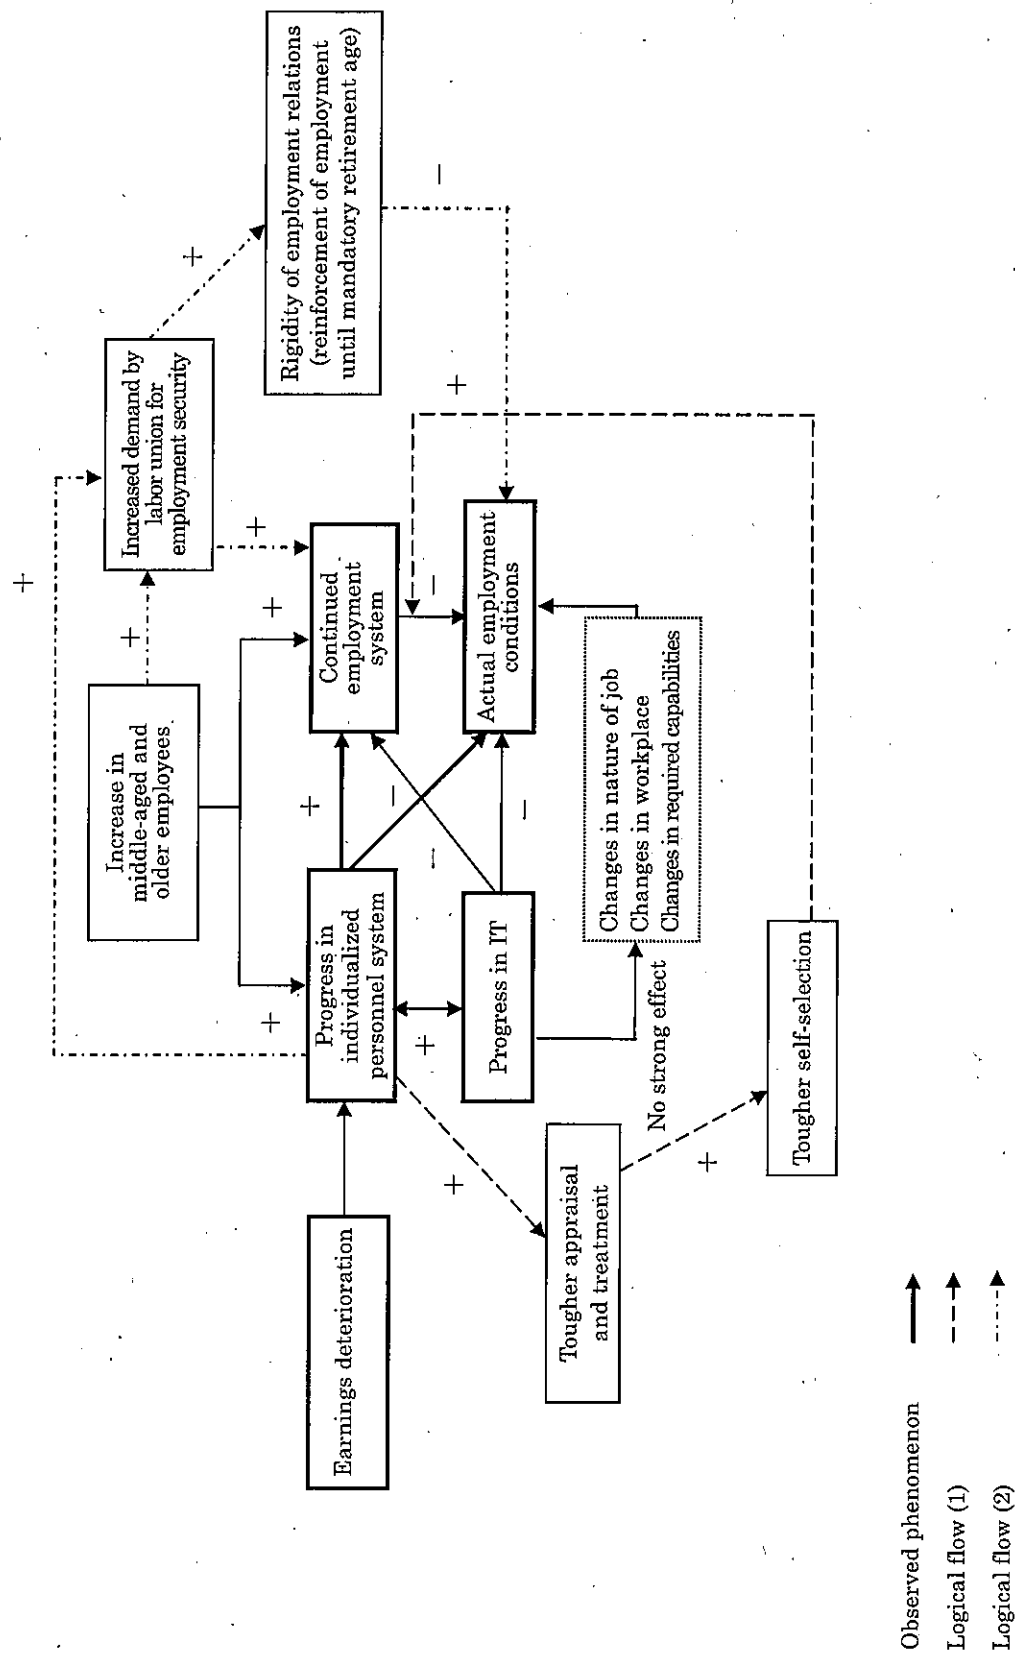 Increase in
middle-aged and
older employees.
+
+
Increased demand by
labor union for
employment security
+
Rigidity of employment relations
(reinforcement of employment
until mandatory retirement age)
+
+
+
−
Earnings deterioration
Progress in
individualized
personnel system
+
−
Continued
employment
system
−
+
+
−
Progress in IT
−
Actual employment
conditions
+
Tougher appraisal
and treatment
No strong effect
Changes in nature of job
Changes in workplace
Changes in required capabilities
+
Tougher self-selection
Observed phenomenon
Logical flow (1)
Logical flow (2)